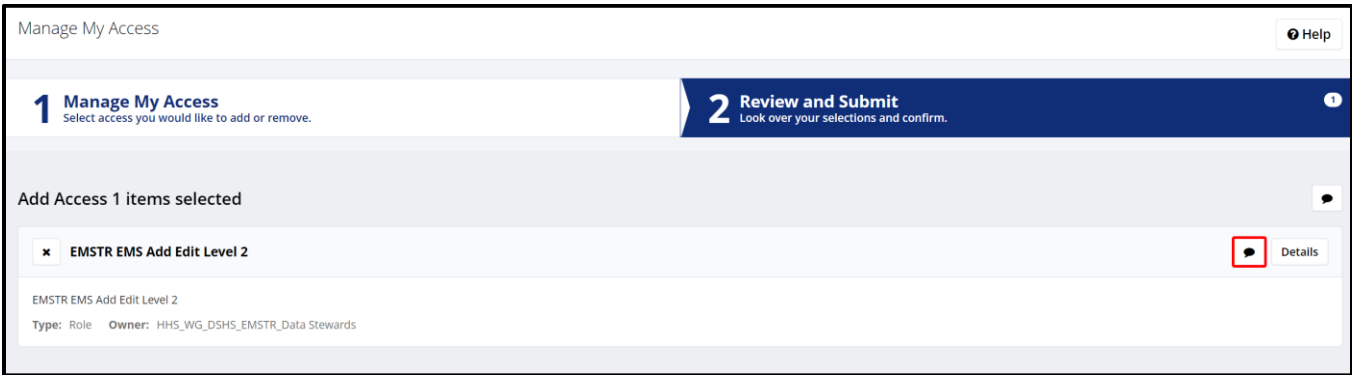 Manage My Access
Help
1 Manage My Access
Select access you would like to add or remove.
2 Review and Submit
Look over your selections and confirm.
1
Add Access 1 items selected
EMSTR EMS Add Edit Level 2
Details
EMSTR EMS Add Edit Level 2
Type: Role Owner: HHS_WG_DSHS_EMSTR_Data Stewards